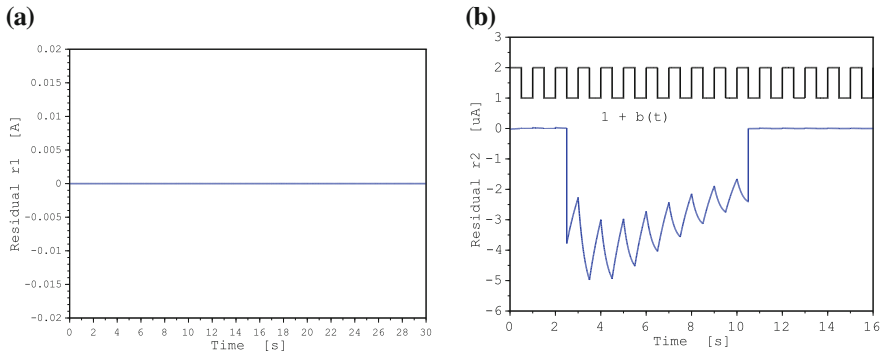 (a)
0.02
0.015
0.01
0.005
0
-0.005
-0.01
-0.015
-0.02
Residual r1 [A]
0 2 4 6 8 10 12 14 16 18 20 22 24 26 28 30
Time [s]
(b)
3
2
1
0
-1
-2
-3
-4
-5
-6
Residual r2 [uA]
1 + b(t)
0 2 4 6 8 10 12 14 16
Time [s]